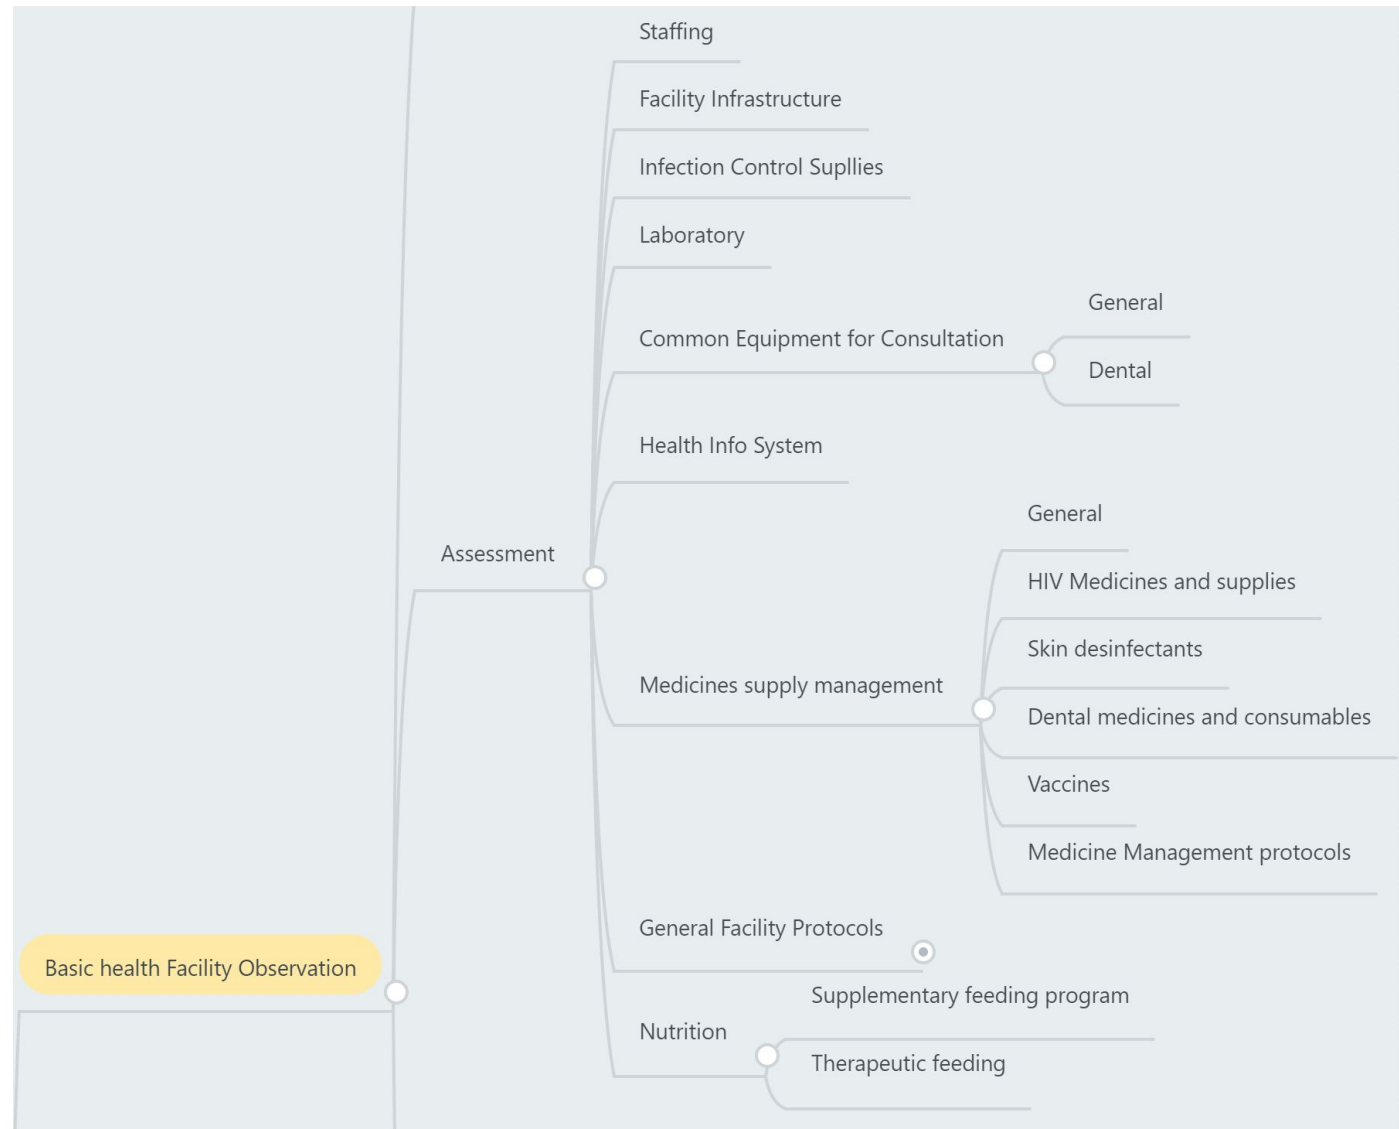 Staffing
Facility Infrastructure
Infection Control Supllies
Laboratory
Common Equipment for Consultation
General
Dental
Health Info System
Assessment
Medicines supply management
General
HIV Medicines and supplies
Skin desinfectants
Dental medicines and consumables
Vaccines
Medicine Management protocols
General Facility Protocols
Basic health Facility Observation
Nutrition
Supplementary feeding program
Therapeutic feeding